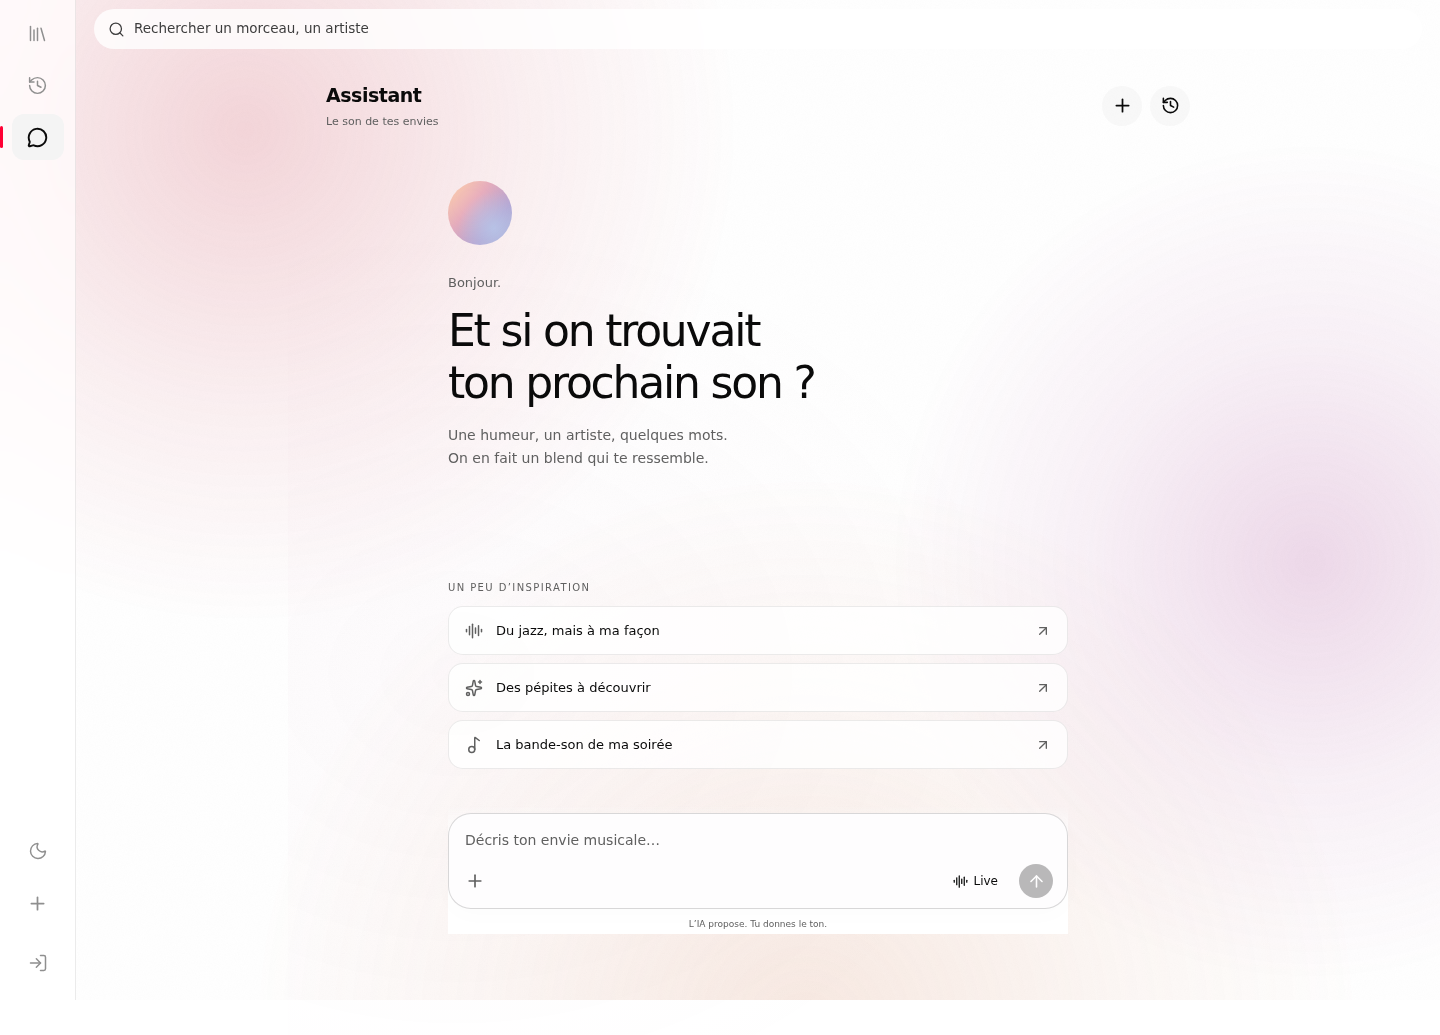 Rechercher un morceau, un artiste
Assistant
Le son de tes envies
Bonjour.
Et si on trouvait
ton prochain son ?
Une humeur, un artiste, quelques mots.
On en fait un blend qui te ressemble.
UN PEU D’INSPIRATION
Du jazz, mais à ma façon
Des pépites à découvrir
La bande-son de ma soirée
Décris ton envie musicale…
Live
L’IA propose. Tu donnes le ton.